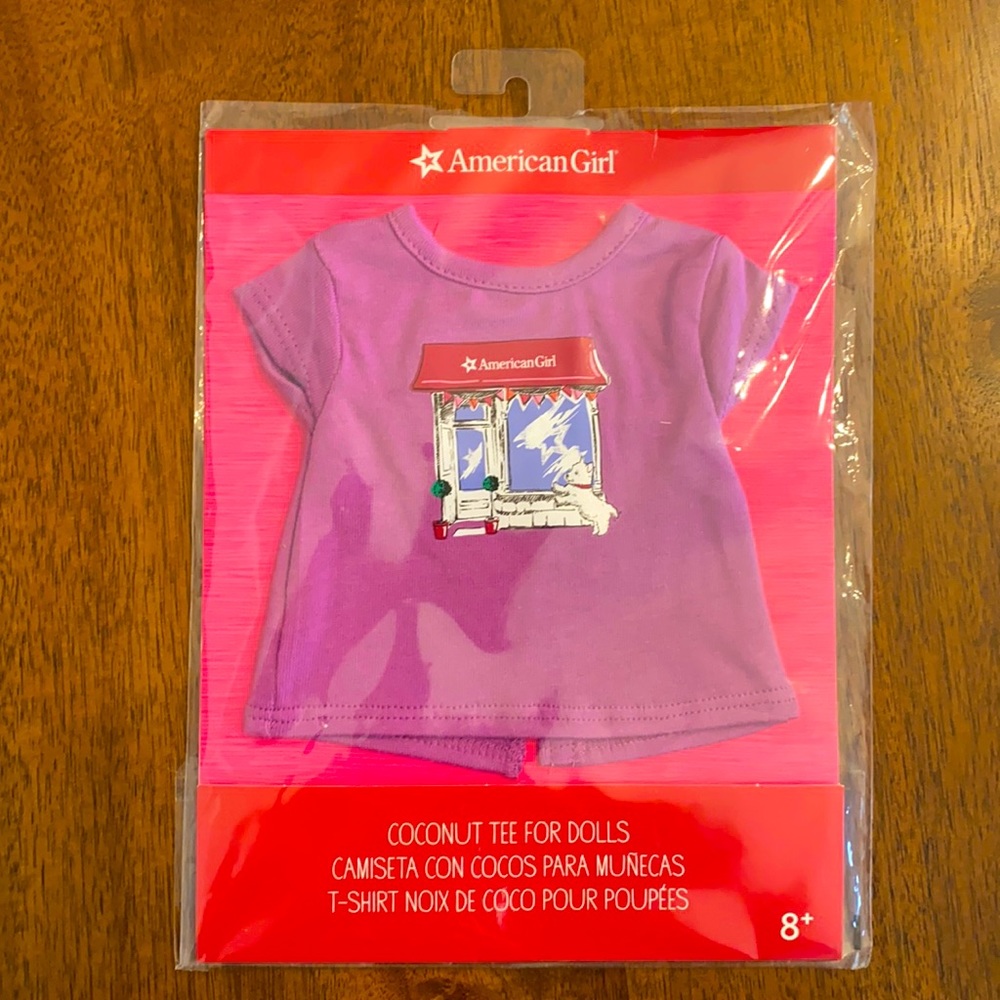 American Girl
American Girl
COCONUT TEE FOR DOLLS
CAMISETA CON COCOS PARA MUÑECAS
T-SHIRT NOIX DE COCO POUR POUPÉES
8+